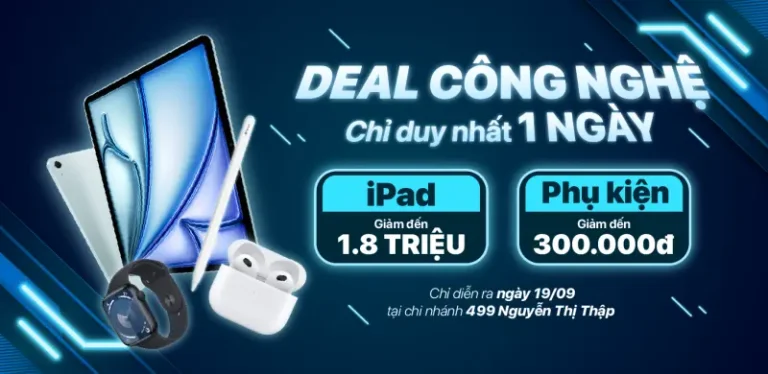 DEAL CÔNG NGHỆ
Chỉ duy nhất 1 NGÀY
iPad
Giảm đến
1.8 TRIỆU
Phụ kiện
Giảm đến
300.000đ
Chỉ diễn ra ngày 19/09
tại chi nhánh 499 Nguyễn Thị Thập